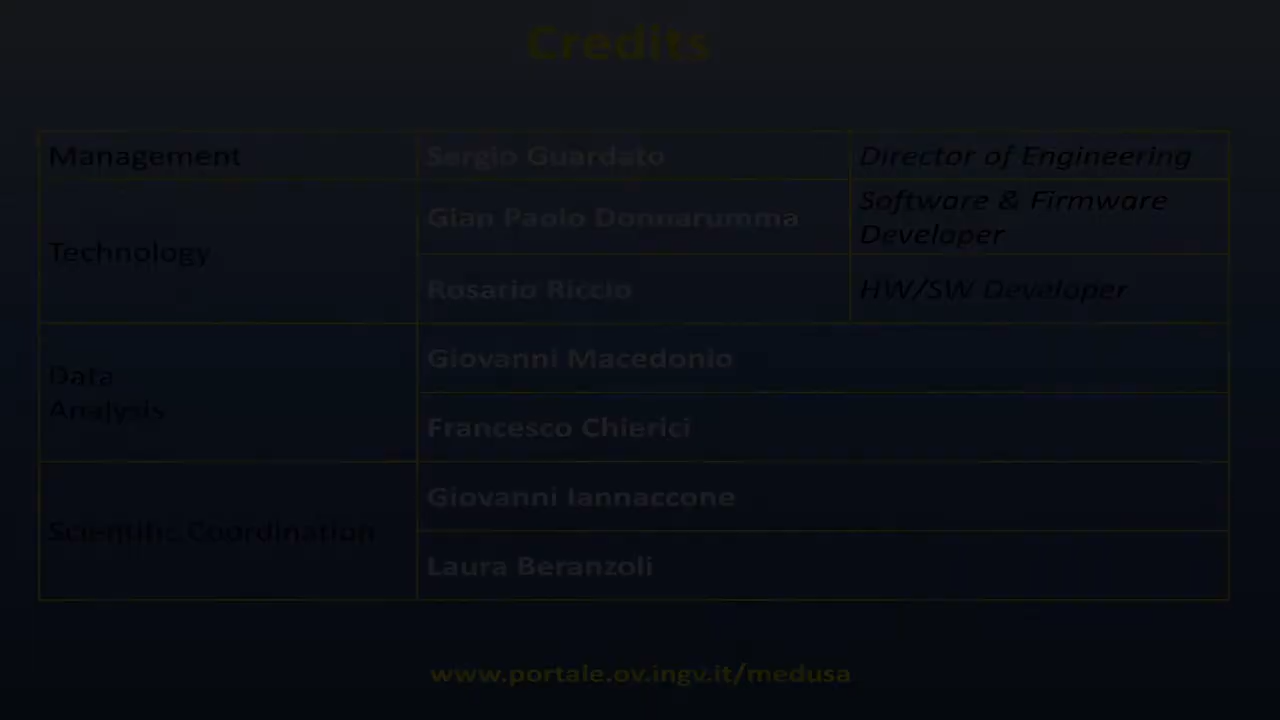 Credits
Management
Sergio Guardato
Director of Engineering
Technology
Gian Paolo Donnarumma
Software & Firmware
Developer
Rosario Riccio
HW/SW Developer
Data
Analysis
Giovanni Macedonio
Francesco Chierici
Scientific Coordination
Giovanni Iannaccone
Laura Beranzoli
www.portale.ov.ingv.it/medusa